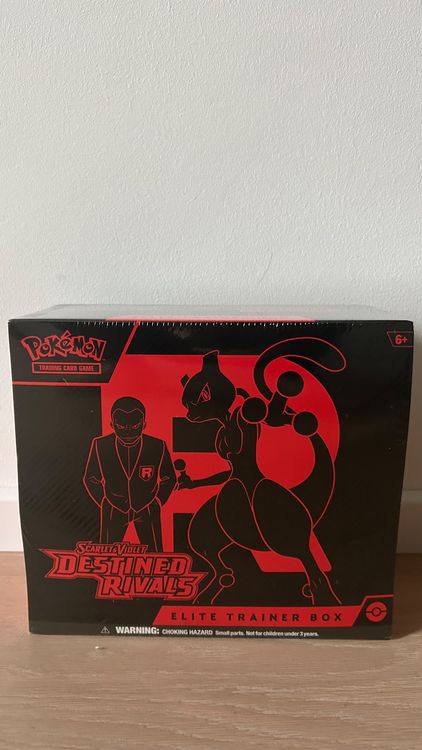 POKéMON
TRADING CARD GAME
6+
R
SCARLET & VIOLET
DESTINED
RIVALS
ELITE TRAINER BOX
WARNING: CHOKING HAZARD Small parts. Not for children under 3 years.